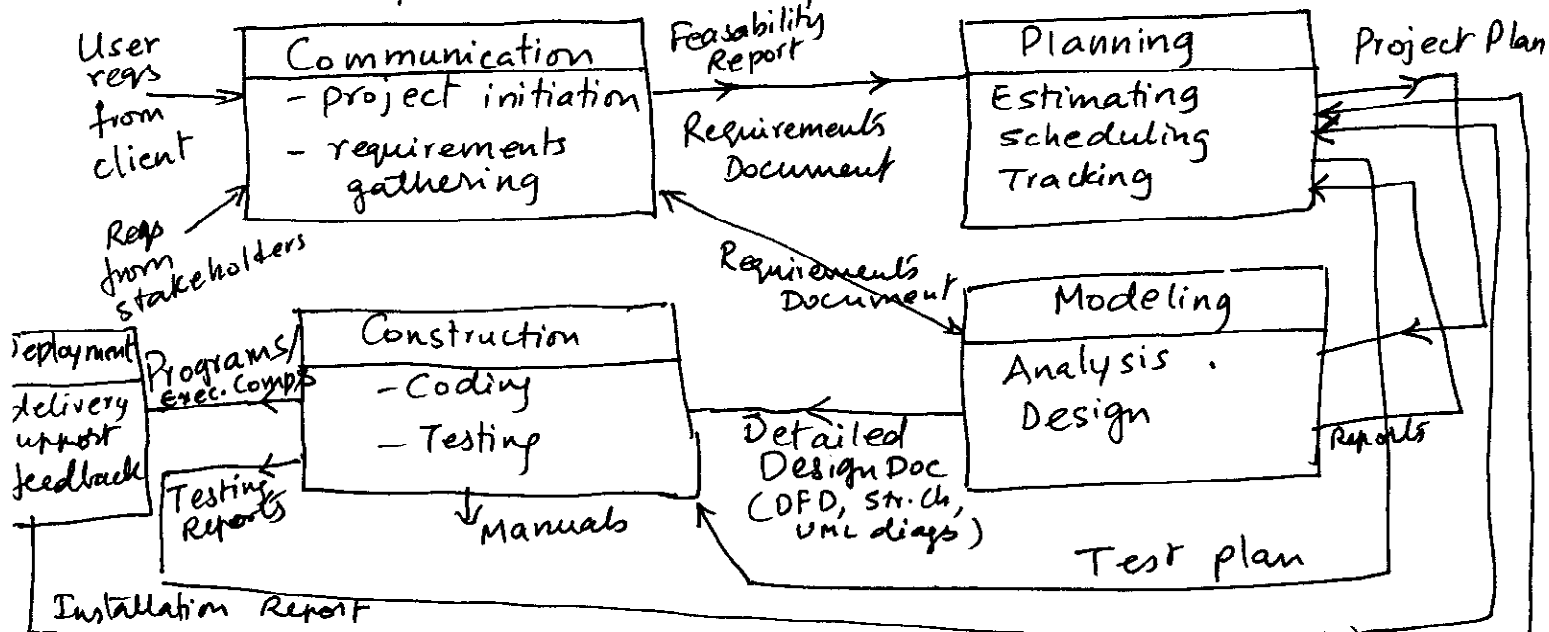 User
reqs
from
client
Communication
- project initiation
- requirements
gathering
Feasability
Report
Requirements
Document
Planning
Estimating
Scheduling
Tracking
Project Plan
Reqs
from
stakeholders
Requirements
Document
Modeling
Analysis .
Design
Reports
Construction
- Coding
- Testing
Detailed
Design Doc
(DFD, Str.Ch,
UML diags)
Programs/
Exec. Comps
eployment
delivery
upport
feedback
Testing
Reports
Manuals
Test plan
Installation Report